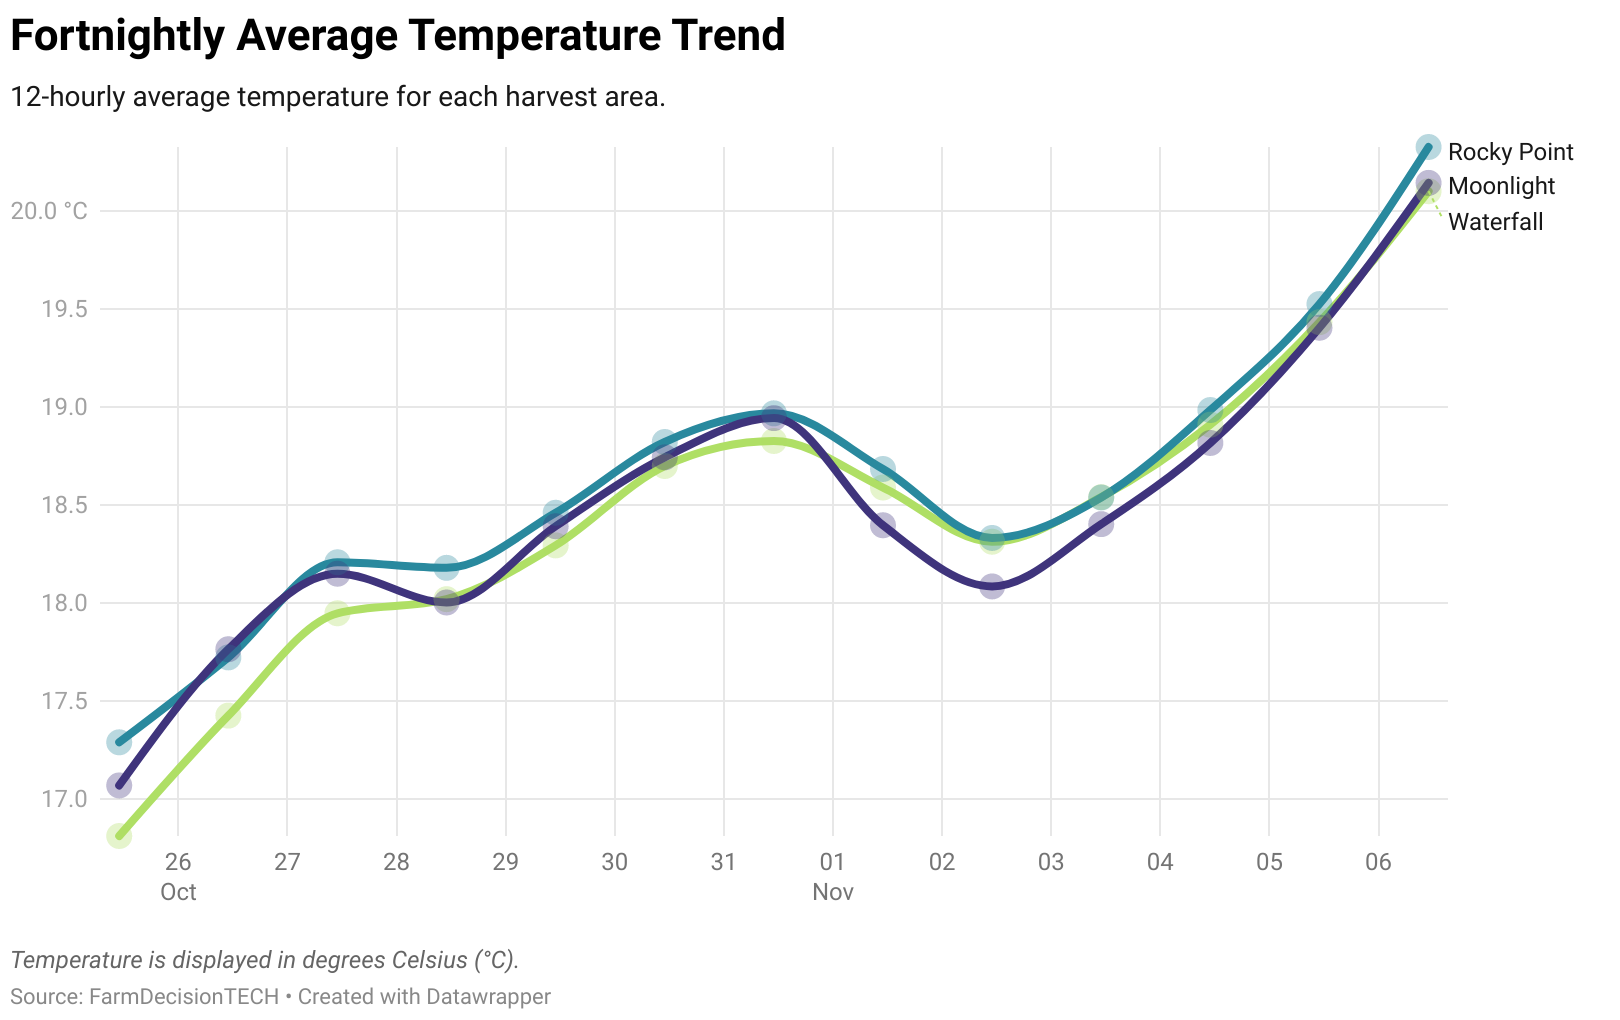 Fortnightly Average Temperature Trend
12-hourly average temperature for each harvest area.
Rocky Point
Moonlight
Waterfall
20.0 °C
19.5
19.0
18.5
18.0
17.5
17.0
26 27 28 29 30 31 01 02 03 04 05 06
Oct Nov
Temperature is displayed in degrees Celsius (°C).
Source: FarmDecisionTECH • Created with Datawrapper